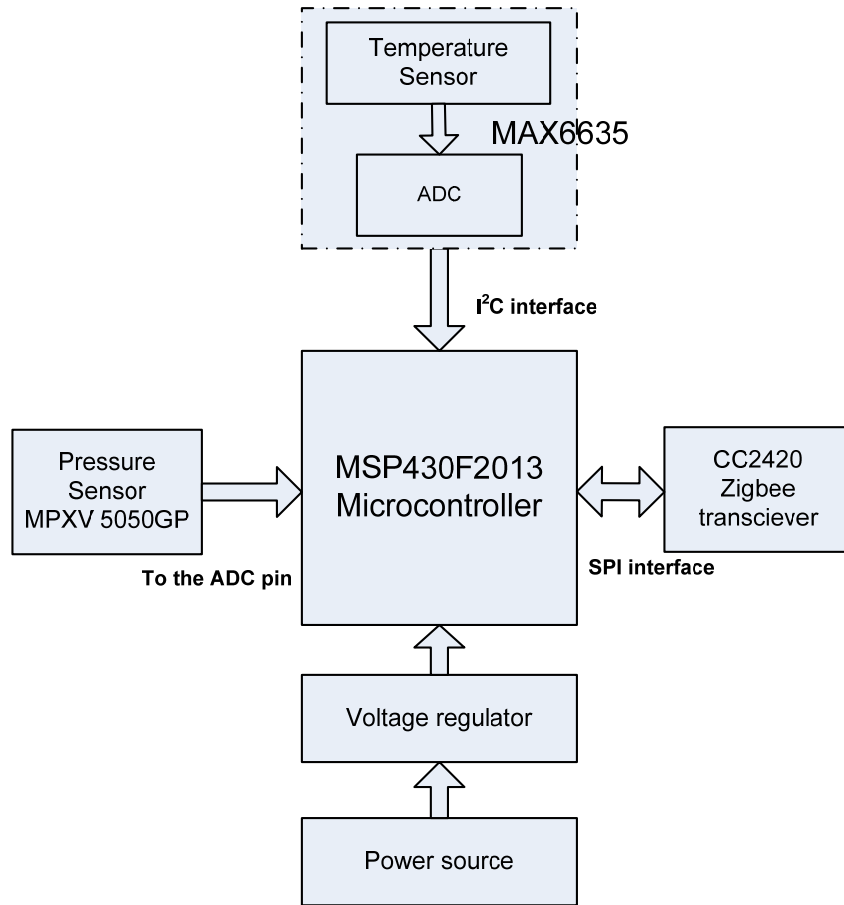 Temperature
Sensor
MAX6635
ADC
I²C interface
Pressure
Sensor
MPXV 5050GP
To the ADC pin
MSP430F2013
Microcontroller
CC2420
Zigbee
transciever
SPI interface
Voltage regulator
Power source